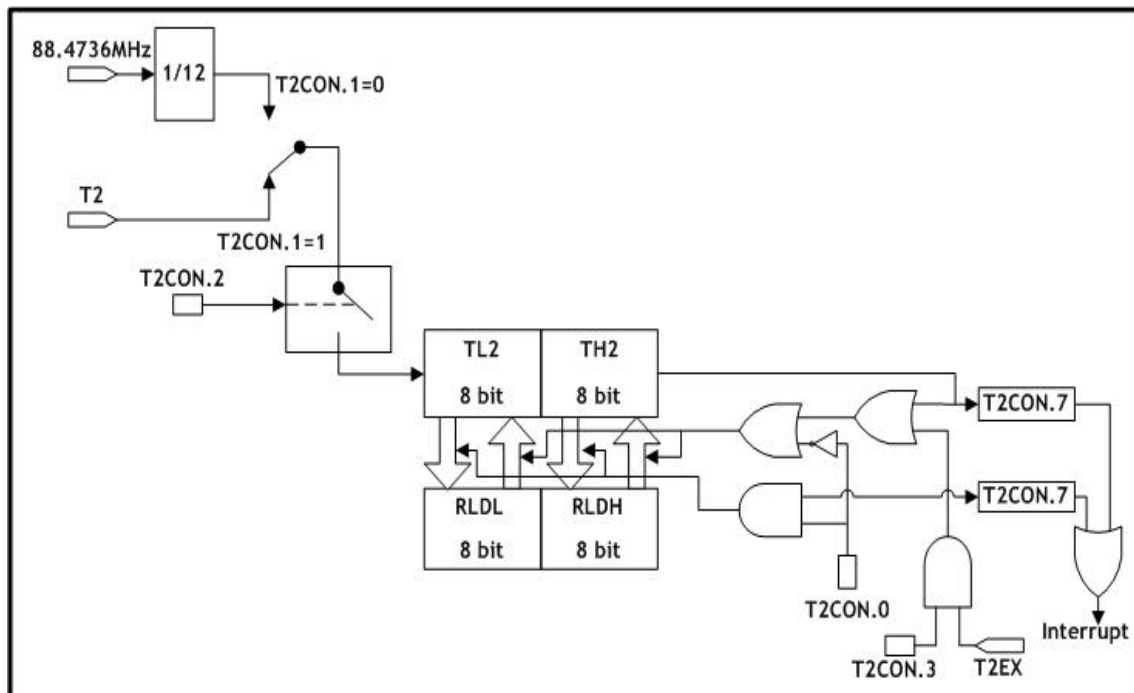 88.4736MHz
1/12
T2CON.1=0
T2
T2CON.1=1
T2CON.2
TL2
TH2
8 bit
8 bit
T2CON.7
RLDL
RLDH
T2CON.7
8 bit
8 bit
T2CON.0
Interrupt
T2CON.3
T2EX